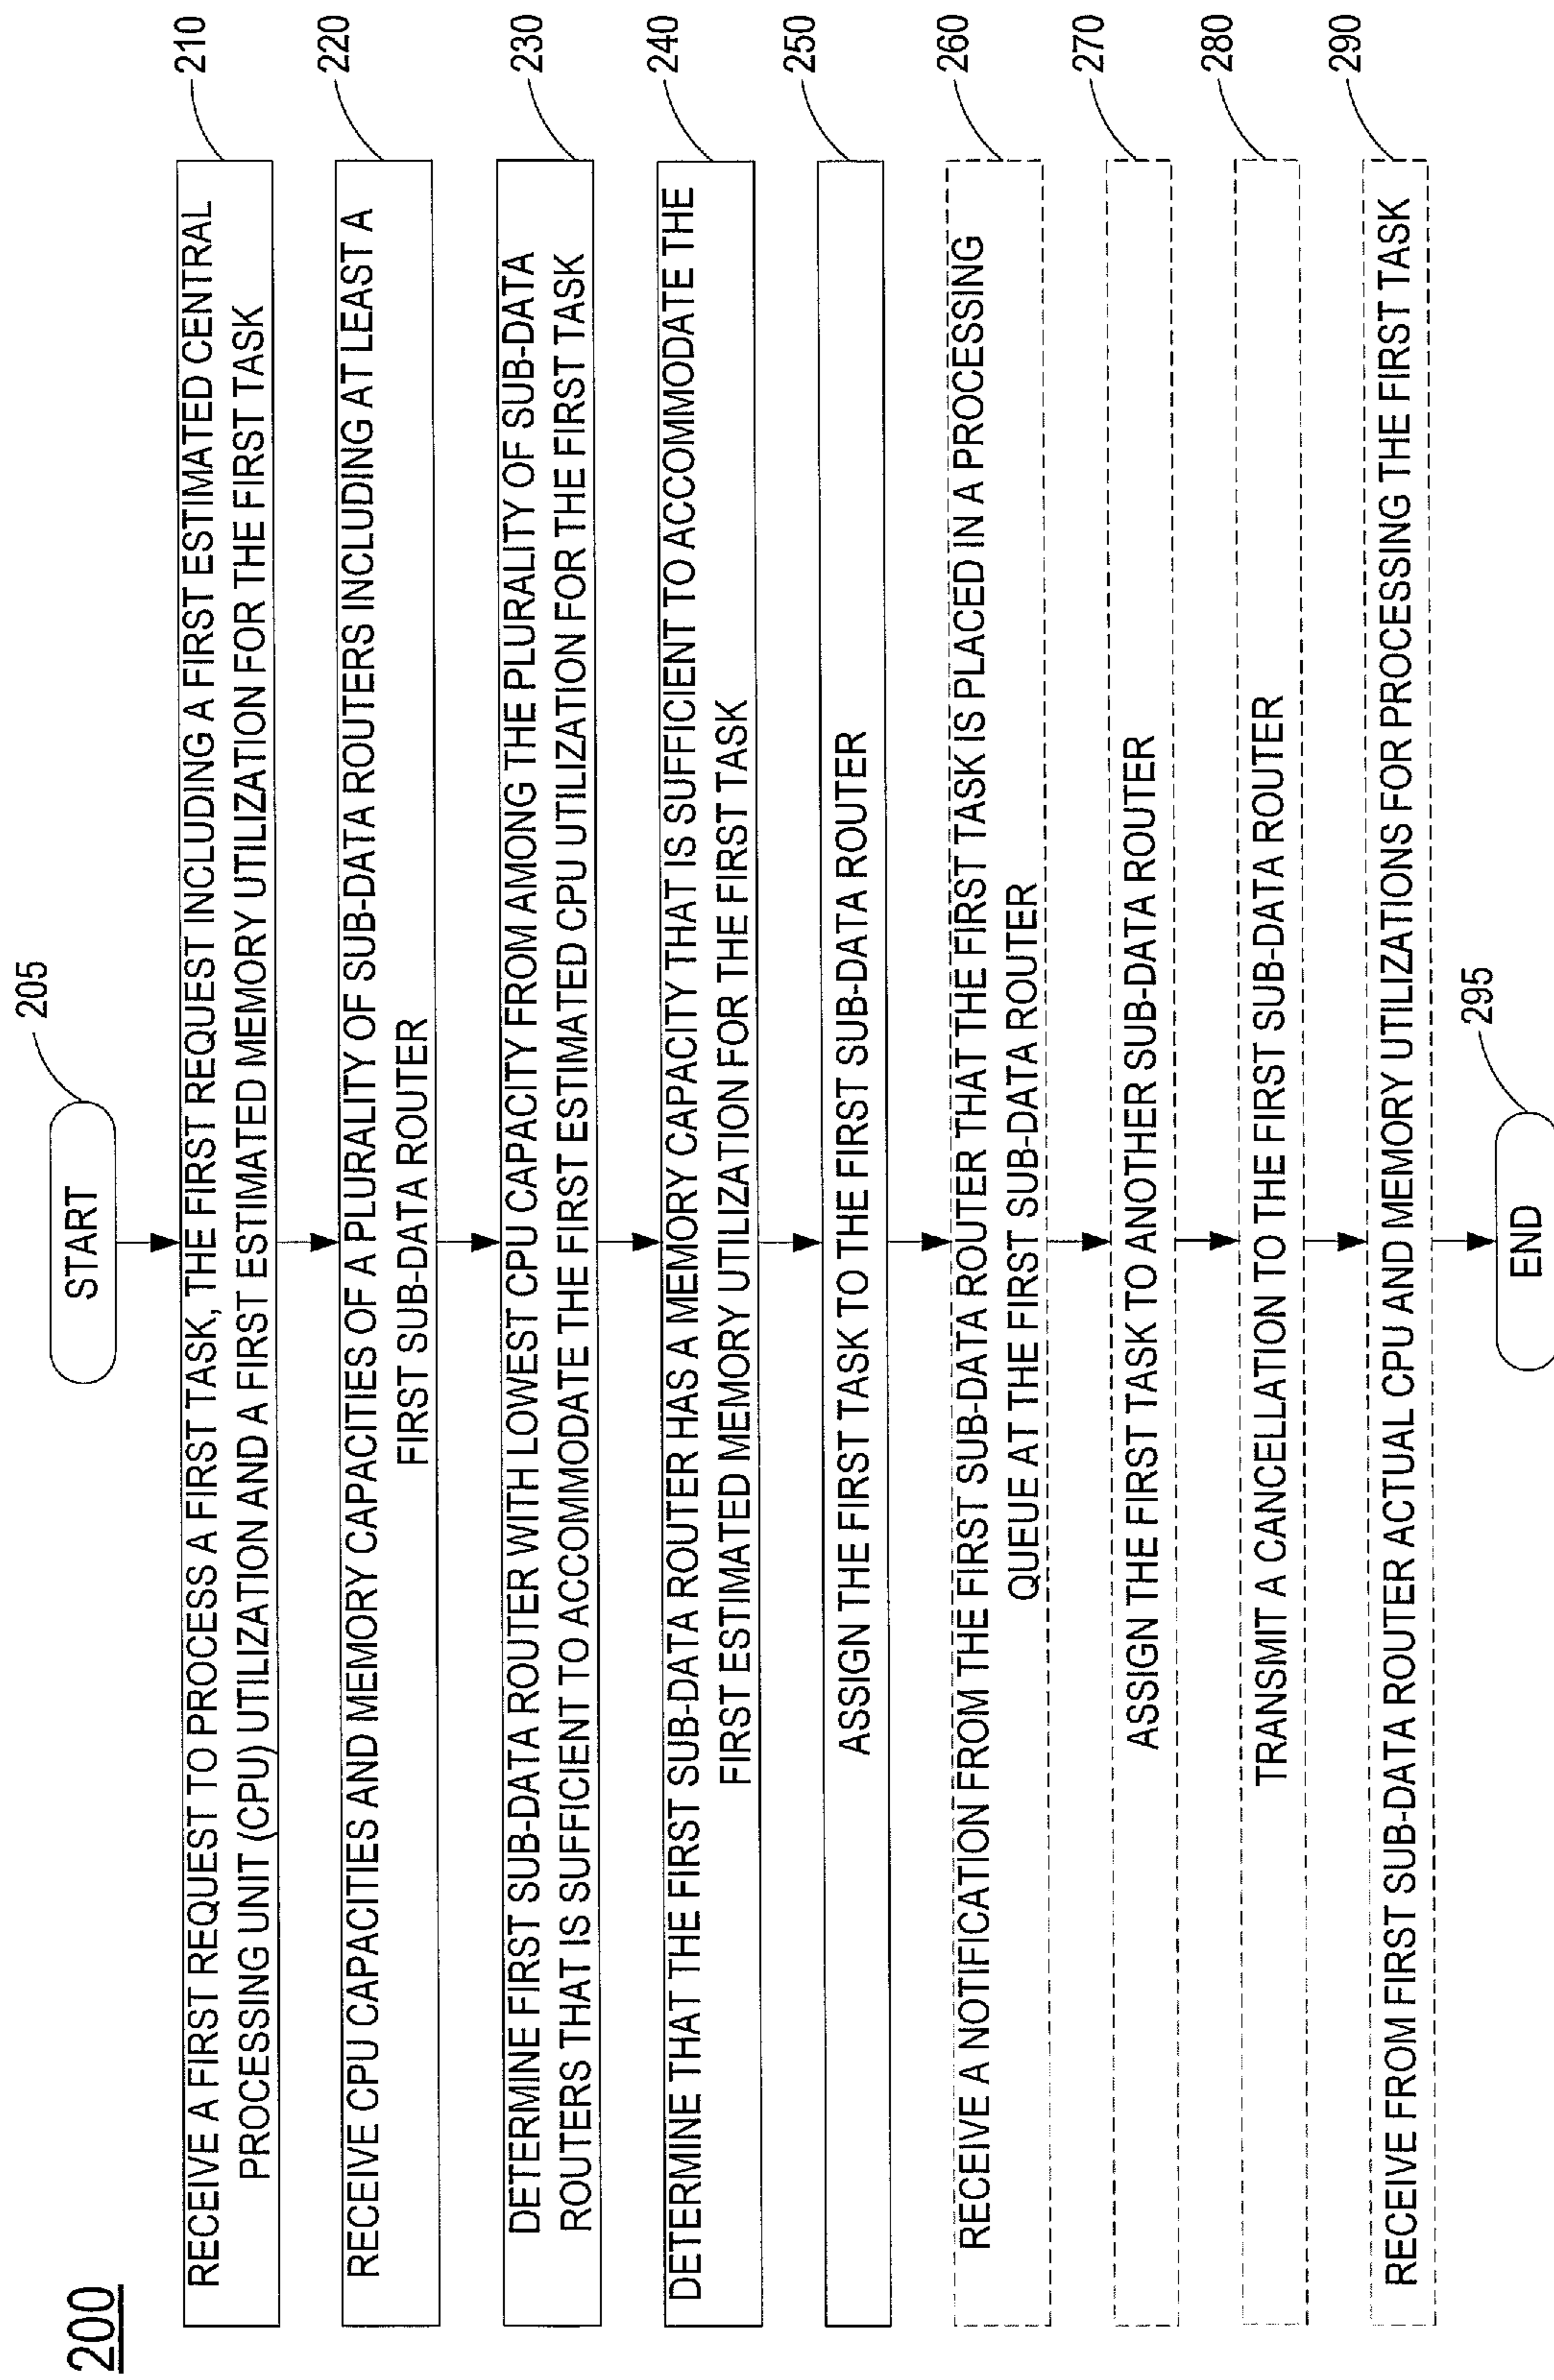 200
START
205
RECEIVE A FIRST REQUEST TO PROCESS A FIRST TASK, THE FIRST REQUEST INCLUDING A FIRST ESTIMATED CENTRAL
PROCESSING UNIT (CPU) UTILIZATION AND A FIRST ESTIMATED MEMORY UTILIZATION FOR THE FIRST TASK
210
RECEIVE CPU CAPACITIES AND MEMORY CAPACITIES OF A PLURALITY OF SUB-DATA ROUTERS INCLUDING AT LEAST A
FIRST SUB-DATA ROUTER
220
DETERMINE FIRST SUB-DATA ROUTER WITH LOWEST CPU CAPACITY FROM AMONG THE PLURALITY OF SUB-DATA
ROUTERS THAT IS SUFFICIENT TO ACCOMMODATE THE FIRST ESTIMATED CPU UTILIZATION FOR THE FIRST TASK
230
DETERMINE THAT THE FIRST SUB-DATA ROUTER HAS A MEMORY CAPACITY THAT IS SUFFICIENT TO ACCOMMODATE THE
FIRST ESTIMATED MEMORY UTILIZATION FOR THE FIRST TASK
240
ASSIGN THE FIRST TASK TO THE FIRST SUB-DATA ROUTER
250
RECEIVE A NOTIFICATION FROM THE FIRST SUB-DATA ROUTER THAT THE FIRST TASK IS PLACED IN A PROCESSING
QUEUE AT THE FIRST SUB-DATA ROUTER
260
ASSIGN THE FIRST TASK TO ANOTHER SUB-DATA ROUTER
270
TRANSMIT A CANCELLATION TO THE FIRST SUB-DATA ROUTER
280
RECEIVE FROM FIRST SUB-DATA ROUTER ACTUAL CPU AND MEMORY UTILIZATIONS FOR PROCESSING THE FIRST TASK
290
END
295